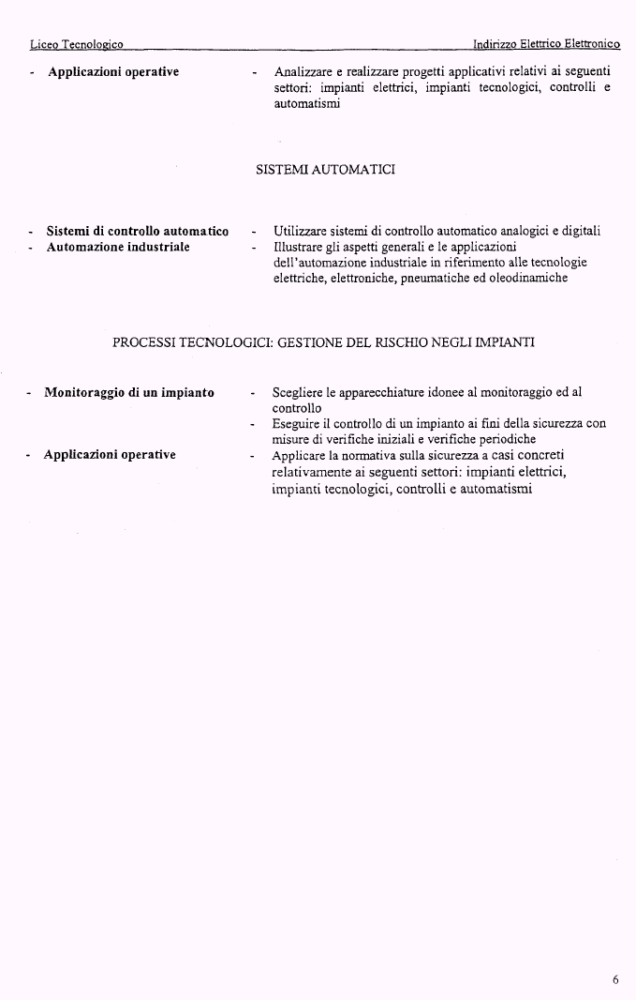 Liceo Tecnologico Indirizzo Elettrico Elettronico
- Applicazioni operative - Analizzare e realizzare progetti applicativi relativi ai seguenti
settori: impianti elettrici, impianti tecnologici, controlli e
automatismi
SISTEMI AUTOMATICI
- Sistemi di controllo automatico - Utilizzare sistemi di controllo automatico analogici e digitali
- Automazione industriale - Illustrare gli aspetti generali e le applicazioni
dell'automazione industriale in riferimento alle tecnologie
elettriche, elettroniche, pneumatiche ed oleodinamiche
PROCESSI TECNOLOGICI: GESTIONE DEL RISCHIO NEGLI IMPIANTI
- Monitoraggio di un impianto - Scegliere le apparecchiature idonee al monitoraggio ed al
controllo
- Eseguire il controllo di un impianto ai fini della sicurezza con
misure di verifiche iniziali e verifiche periodiche
- Applicazioni operative - Applicare la normativa sulla sicurezza a casi concreti
relativamente ai seguenti settori: impianti elettrici,
impianti tecnologici, controlli e automatismi
6